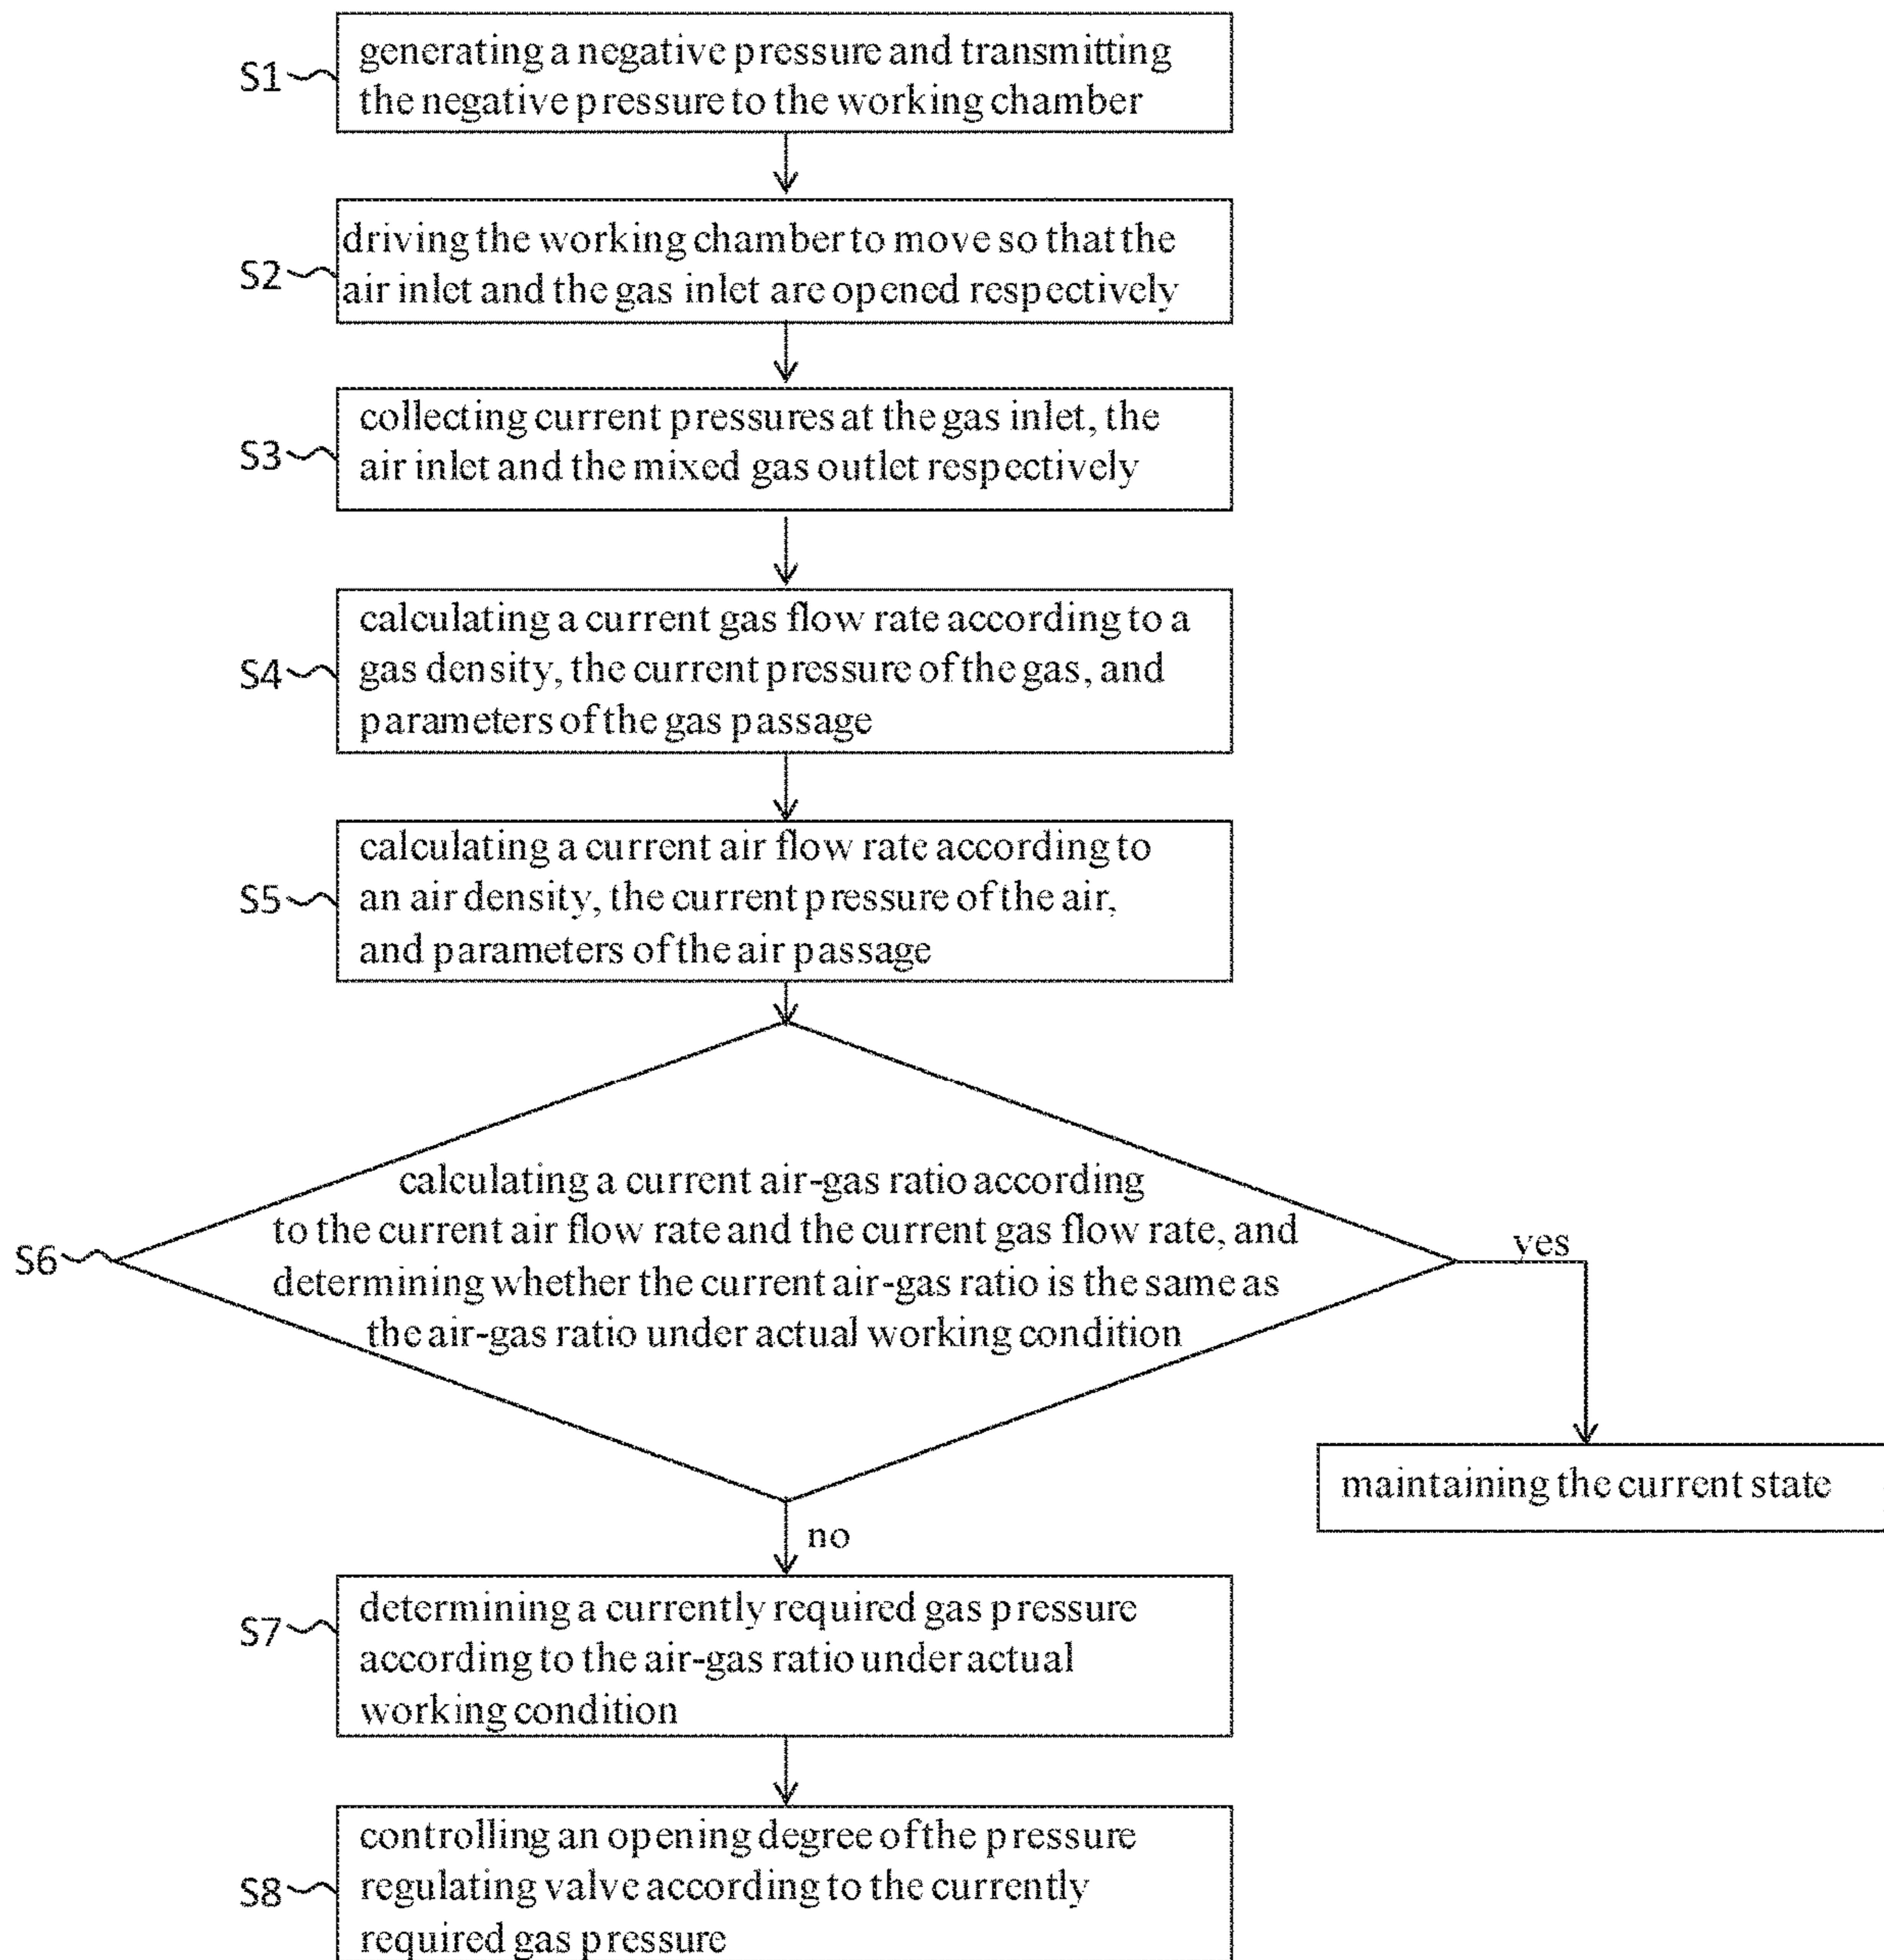 S1
generating a negative pressure and transmitting
the negative pressure to the working chamber
S2
driving the working chamber to move so that the
air inlet and the gas inlet are opened respectively
S3
collecting current pressures at the gas inlet, the
air inlet and the mixed gas outlet respectively
S4
calculating a current gas flow rate according to a
gas density, the current pressure of the gas, and
parameters of the gas passage
S5
calculating a current air flow rate according to
an air density, the current pressure of the air,
and parameters of the air passage
S6
calculating a current air-gas ratio according
to the current air flow rate and the current gas flow rate, and
determining whether the current air-gas ratio is the same as
the air-gas ratio under actual working condition
yes
maintaining the current state
no
S7
determining a currently required gas pressure
according to the air-gas ratio under actual
working condition
S8
controlling an opening degree of the pressure
regulating valve according to the currently
required gas pressure